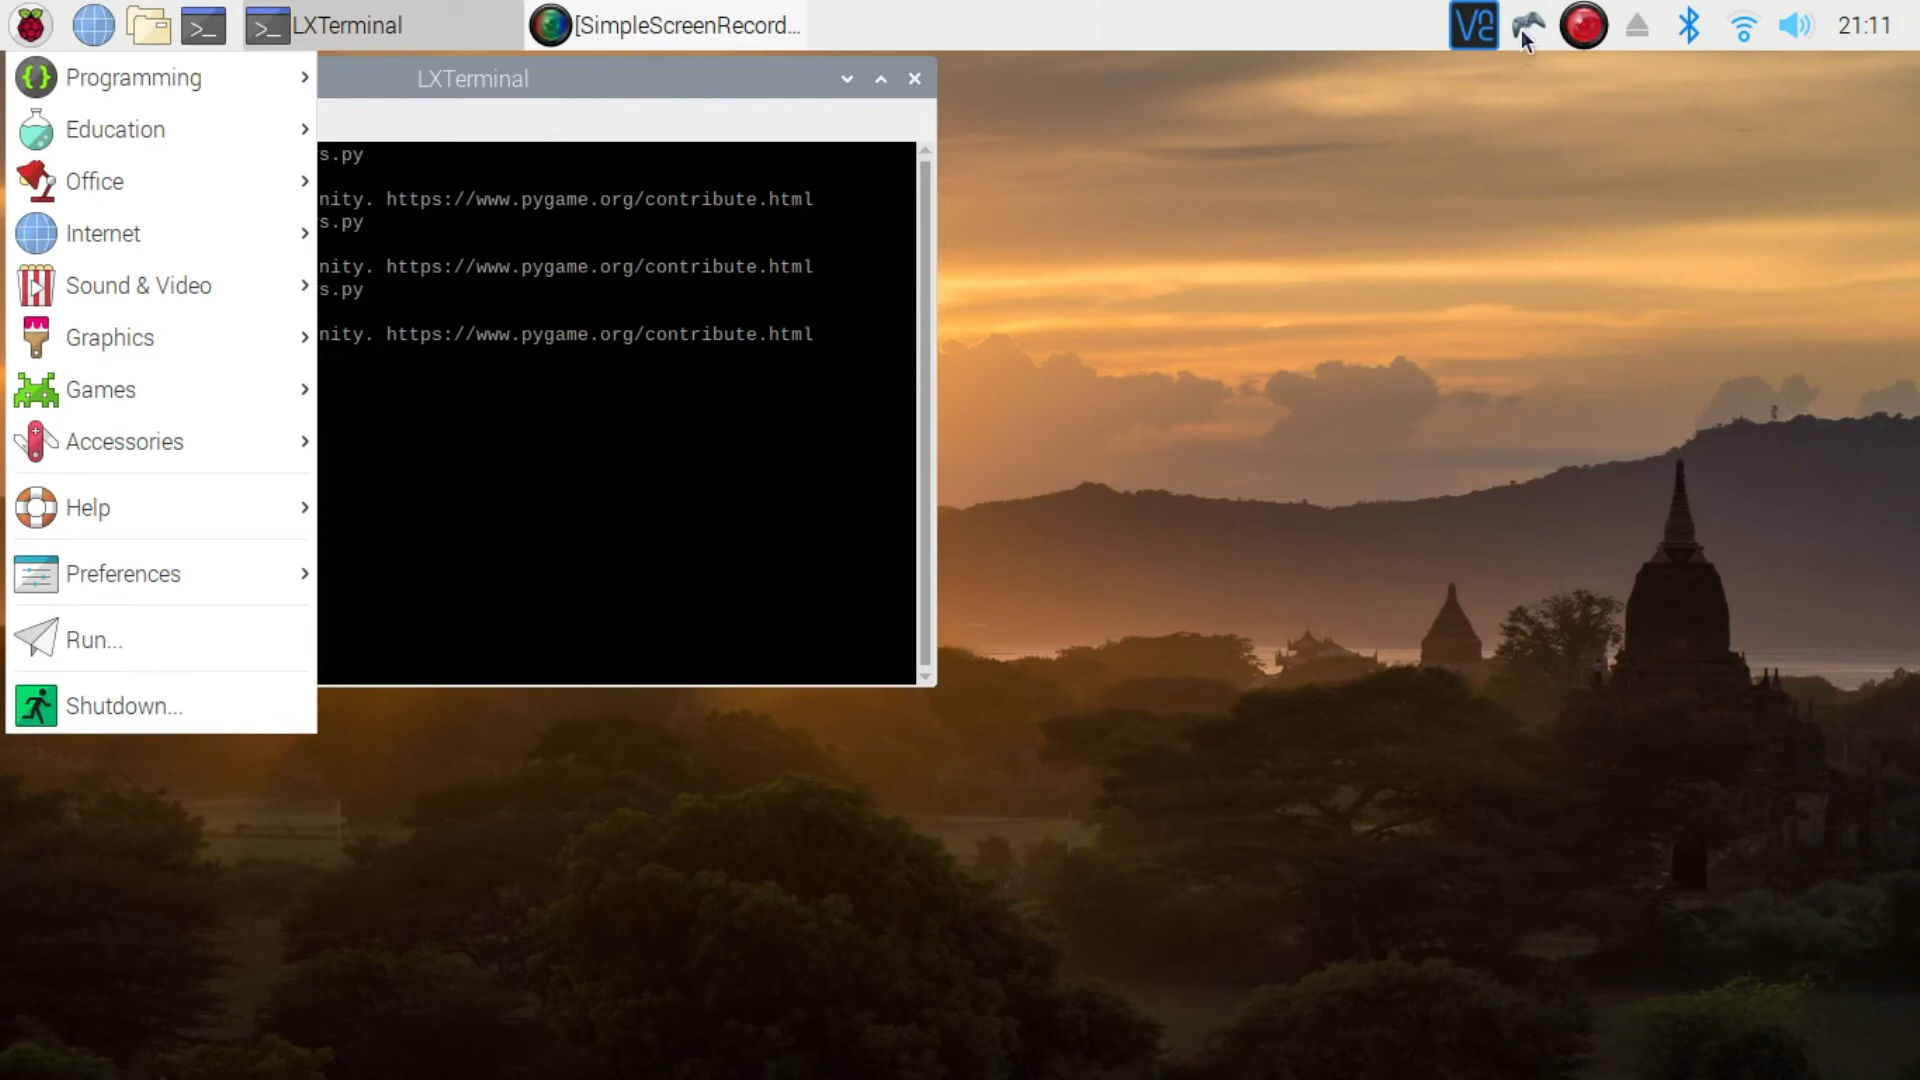 LXTerminal
[SimpleScreenRecord...
21:11
Programming
Education
Office
Internet
Sound & Video
Graphics
Games
Accessories
Help
Preferences
Run...
Shutdown...
LXTerminal
s.py
nity. https://www.pygame.org/contribute.html
s.py
nity. https://www.pygame.org/contribute.html
s.py
nity. https://www.pygame.org/contribute.html